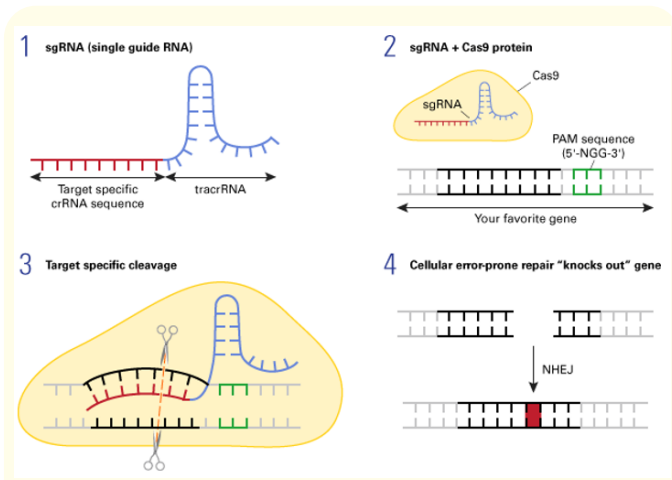 1 sgRNA (single guide RNA)
Target specific
crRNA sequence
tracrRNA
2 sgRNA + Cas9 protein
Cas9
sgRNA
PAM sequence
(5'-NGG-3')
Your favorite gene
3 Target specific cleavage
4 Cellular error-prone repair "knocks out" gene
NHEJ